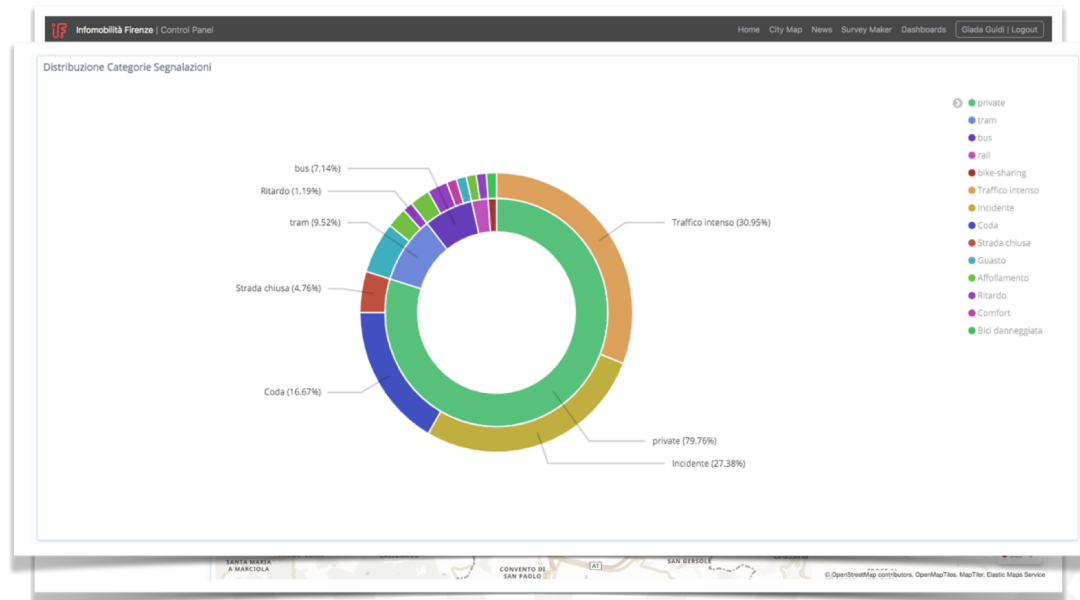 Infomobilità Firenze | Control Panel
Home City Map News Survey Maker Dashboards Giada Guidi | Logout
Distribuzione Categorie Segnalazioni
private
tram
bus
rail
bike-sharing
Traffico intenso
Incidente
Coda
Strada chiusa
Guasto
Affollamento
Ritardo
Comfort
Bici danneggiata
bus (7.14%)
Ritardo (1.19%)
tram (9.52%)
Traffico intenso (30.95%)
Strada chiusa (4.76%)
Coda (16.67%)
private (79.76%)
Incidente (27.38%)
SANTA MARIA
A MARCIOLA
CONVENTO DI
SAN PAOLO
A1
SAN GERSOLÈ
© OpenStreetMap contributors, OpenMapTiles, MapTiler, Elastic Maps Service